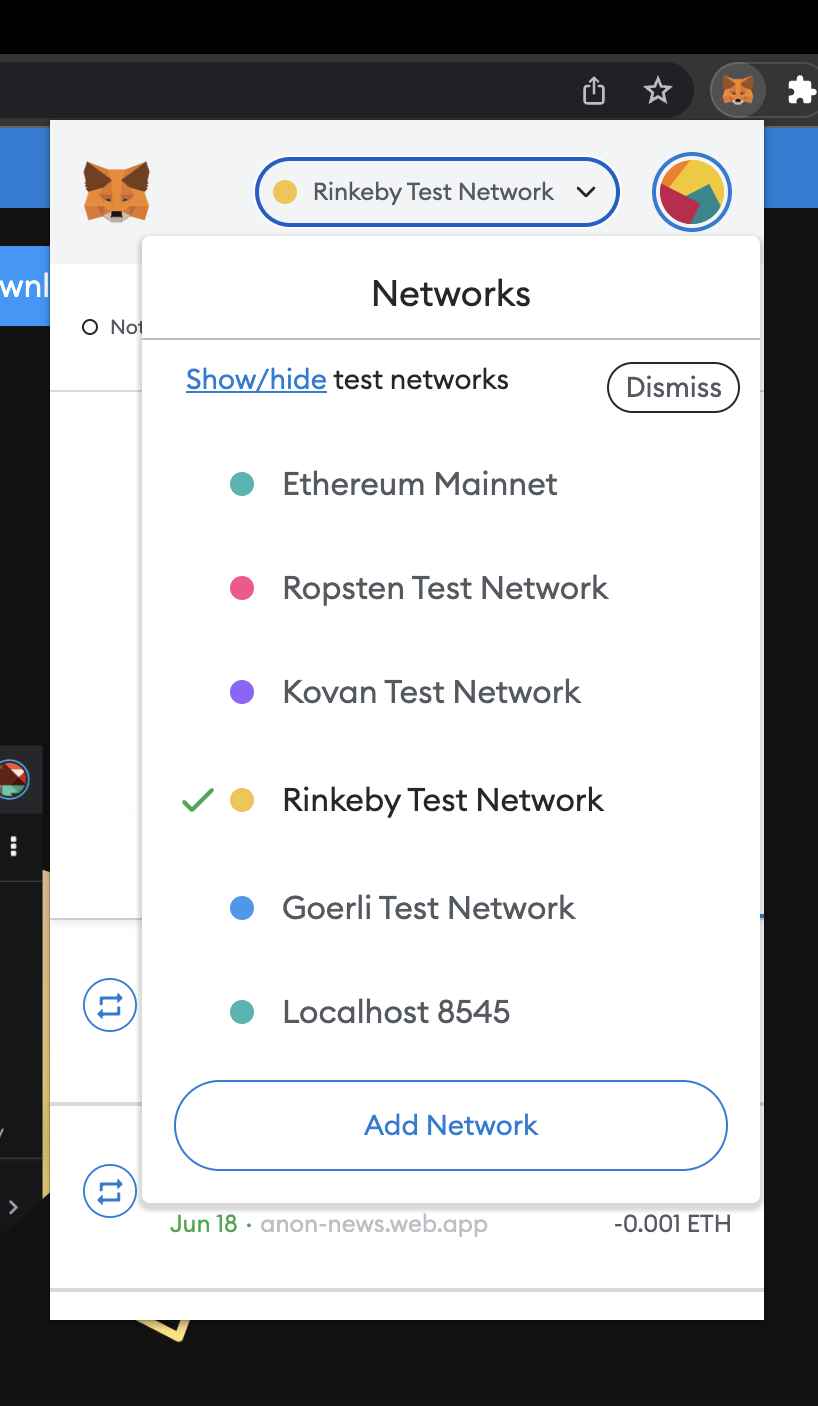 Rinkeby Test Network
wnl
Networks
Not
Show/hide test networks
Dismiss
Ethereum Mainnet
Ropsten Test Network
Kovan Test Network
Rinkeby Test Network
Goerli Test Network
Localhost 8545
Add Network
Jun 18 · anon-news.web.app
-0.001 ETH